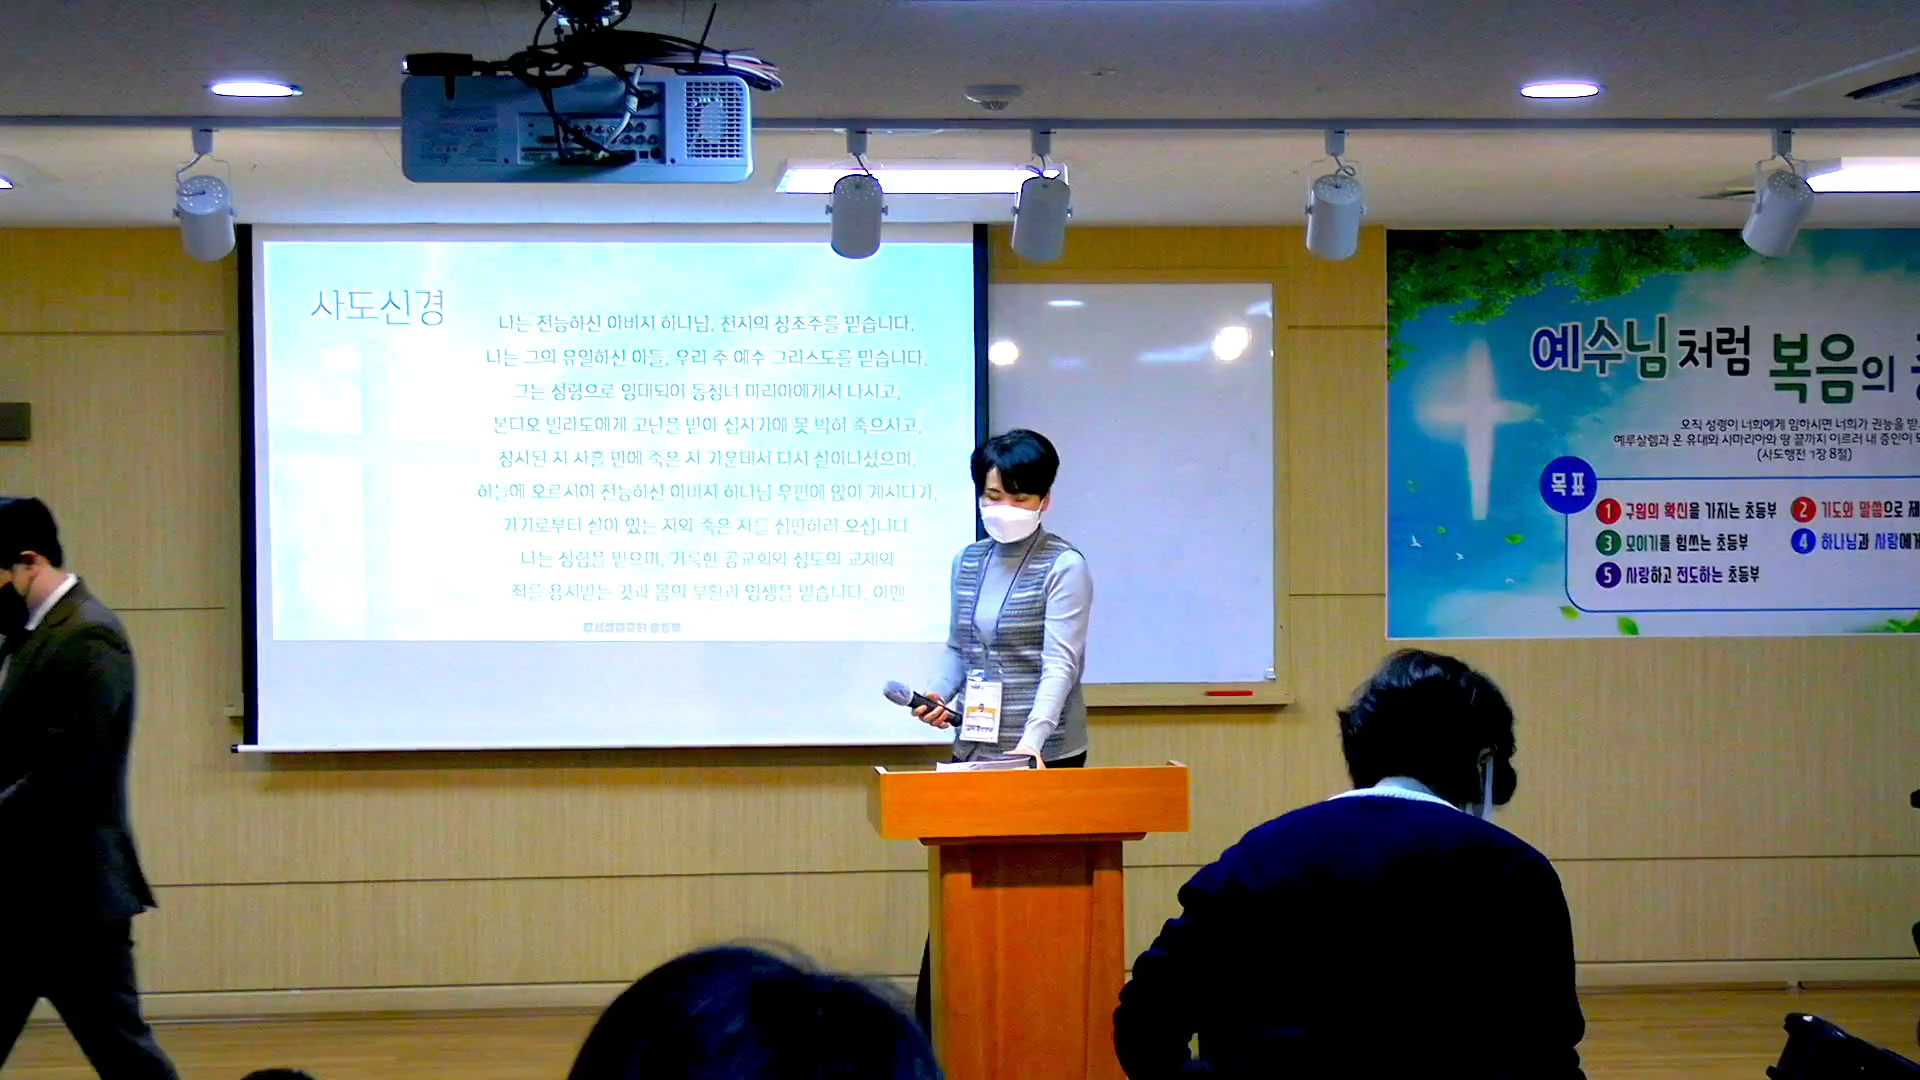 사도신경
나는 전능하신 아버지 하나님, 천지의 창조주를 믿습니다.
나는 그의 유일하신 아들, 우리 주 예수 그리스도를 믿습니다.
그는 성령으로 잉태되어 동정녀 마리아에게서 나시고,
본디오 빌라도에게 고난을 받아 십자가에 못 박혀 죽으시고,
장사된 지 사흘 만에 죽은 자 가운데서 다시 살아나셨으며,
하늘에 오르시어 전능하신 아버지 하나님 우편에 앉아 계시다가,
거기로부터 살아 있는 자와 죽은 자를 심판하러 오십니다.
나는 성령을 믿으며, 거룩한 공교회와 성도의 교제와
죄를 용서받는 것과 몸의 부활과 영생을 믿습니다. 아멘
예수님처럼 복음의
오직 성령이 너희에게 임하시면 너희가 권능을 받
예루살렘과 온 유대와 사마리아와 땅 끝까지 이르러 내 증인이 되
(사도행전 1장 8절)
목표
1 구원의 확신을 가지는 초등부
2 기도와 말씀으로 제
3 모이기를 힘쓰는 초등부
4 하나님과 사람에게
5 사랑하고 전도하는 초등부